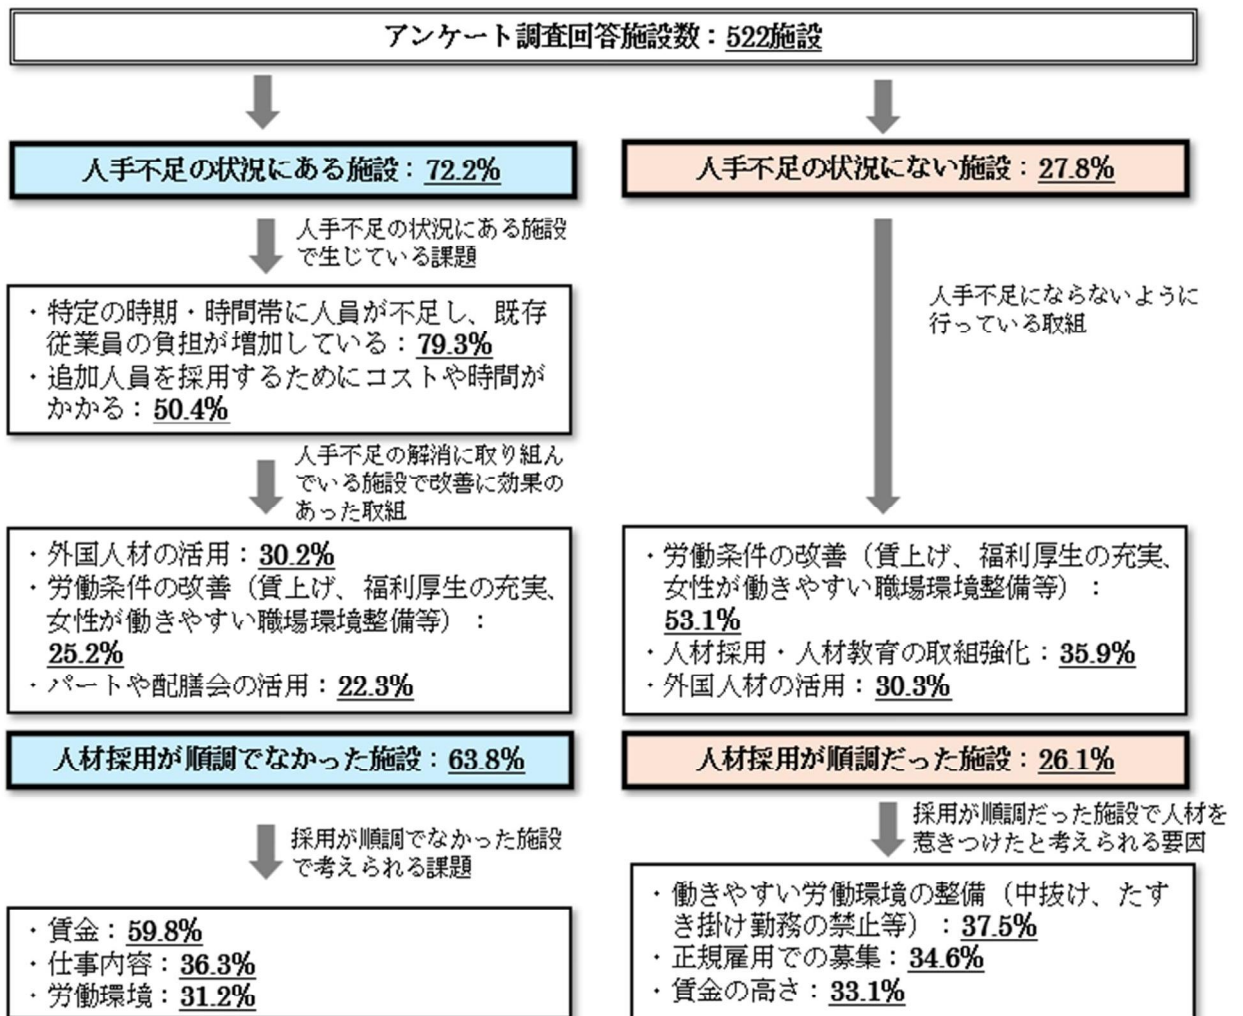 アンケート調査回答施設数：522施設
人手不足の状況にある施設：72.2%
人手不足の状況にある施設
で生じている課題
・特定の時期・時間帯に人員が不足し、既存
従業員の負担が増加している：79.3%
・追加人員を採用するためにコストや時間が
かかる：50.4%
人手不足の解消に取り組ん
でいる施設で改善に効果の
あった取組
・外国人材の活用：30.2%
・労働条件の改善（賃上げ、福利厚生の充実、
女性が働きやすい職場環境整備等）：
25.2%
・パートや配膳会の活用：22.3%
人手不足の状況にない施設：27.8%
人手不足にならないように
行っている取組
・労働条件の改善（賃上げ、福利厚生の充実、
女性が働きやすい職場環境整備等）：
53.1%
・人材採用・人材教育の取組強化：35.9%
・外国人材の活用：30.3%
人材採用が順調でなかった施設：63.8%
採用が順調でなかった施設
で考えられる課題
・賃金：59.8%
・仕事内容：36.3%
・労働環境：31.2%
人材採用が順調だった施設：26.1%
採用が順調だった施設で人材を
惹きつけたと考えられる要因
・働きやすい労働環境の整備（中抜け、たす
き掛け勤務の禁止等）：37.5%
・正規雇用での募集：34.6%
・賃金の高さ：33.1%